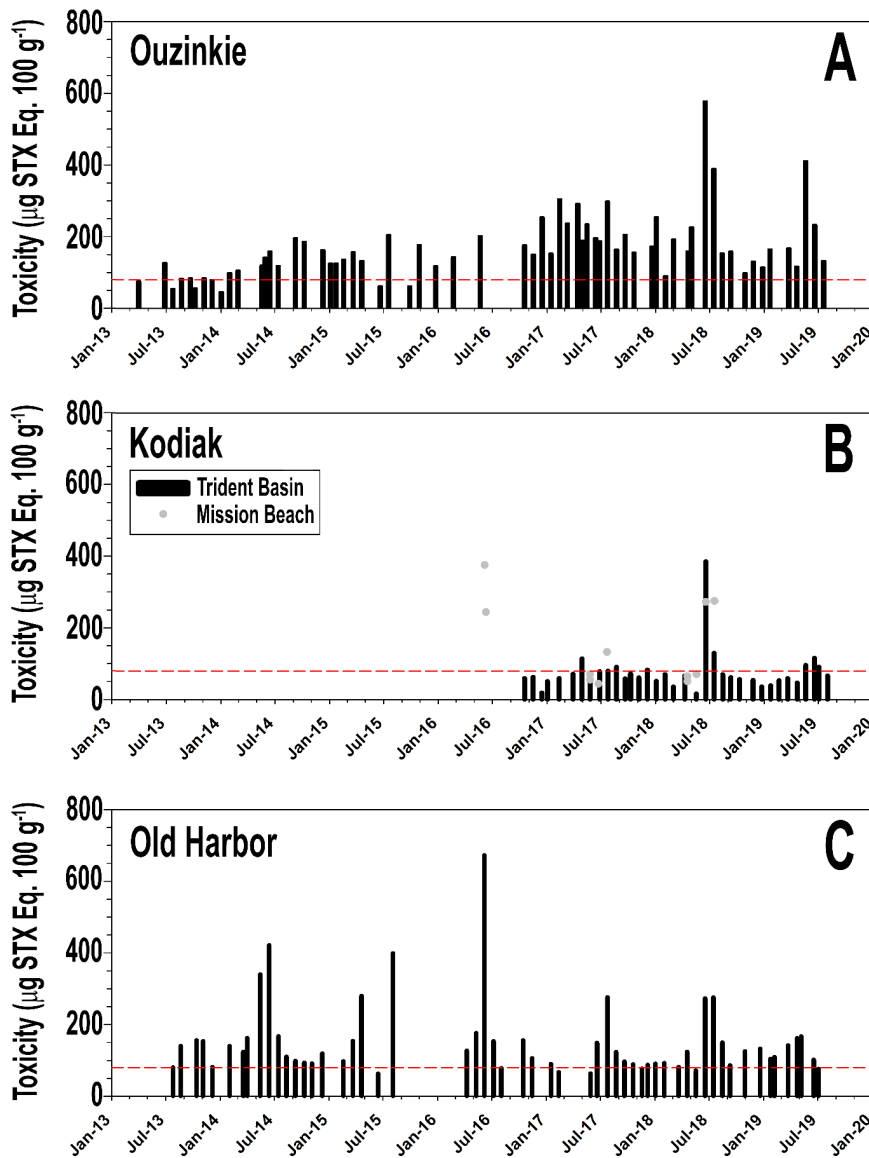 Ouzinkie
A
Toxicity (µg STX Eq. 100 g-1)
800
600
400
200
0
Jan-13 Jul-13 Jan-14 Jul-14 Jan-15 Jul-15 Jan-16 Jul-16 Jan-17 Jul-17 Jan-18 Jul-18 Jan-19 Jul-19 Jan-20
Kodiak
B
Trident Basin
Mission Beach
Toxicity (µg STX Eq. 100 g-1)
800
600
400
200
0
Jan-13 Jul-13 Jan-14 Jul-14 Jan-15 Jul-15 Jan-16 Jul-16 Jan-17 Jul-17 Jan-18 Jul-18 Jan-19 Jul-19 Jan-20
Old Harbor
C
Toxicity (µg STX Eq. 100 g-1)
800
600
400
200
0
Jan-13 Jul-13 Jan-14 Jul-14 Jan-15 Jul-15 Jan-16 Jul-16 Jan-17 Jul-17 Jan-18 Jul-18 Jan-19 Jul-19 Jan-20